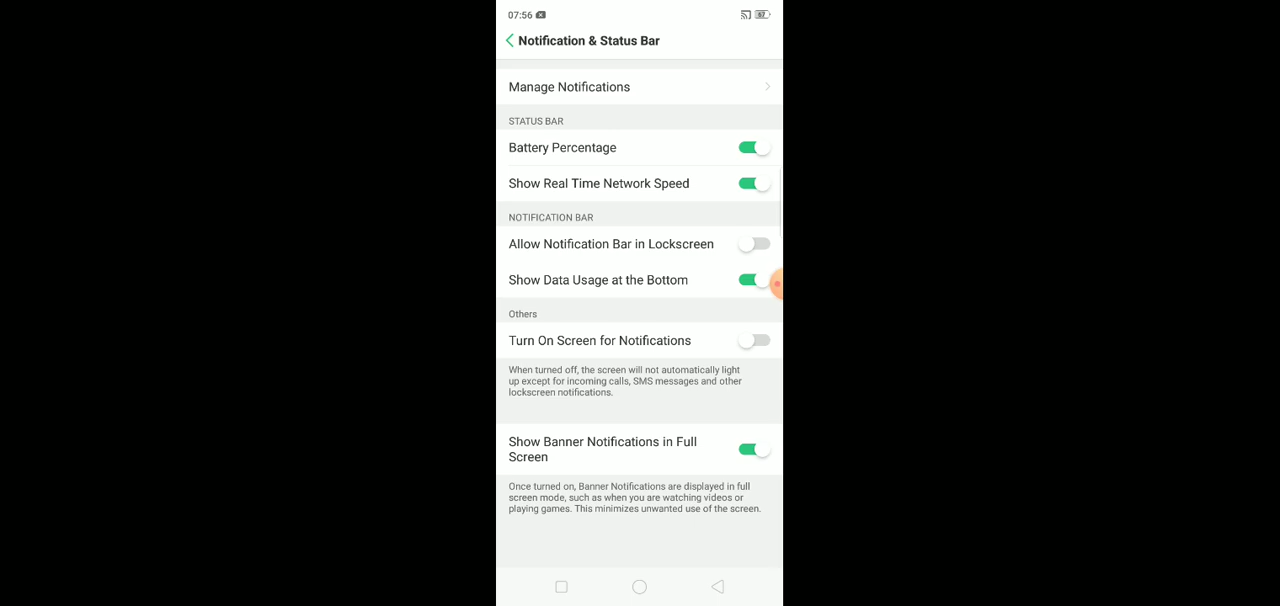 07:56
67
Notification & Status Bar
Manage Notifications
STATUS BAR
Battery Percentage
Show Real Time Network Speed
NOTIFICATION BAR
Allow Notification Bar in Lockscreen
Show Data Usage at the Bottom
Others
Turn On Screen for Notifications
When turned off, the screen will not automatically light
up except for incoming calls, SMS messages and other
lockscreen notifications.
Show Banner Notifications in Full
Screen
Once turned on, Banner Notifications are displayed in full
screen mode, such as when you are watching videos or
playing games. This minimizes unwanted use of the screen.